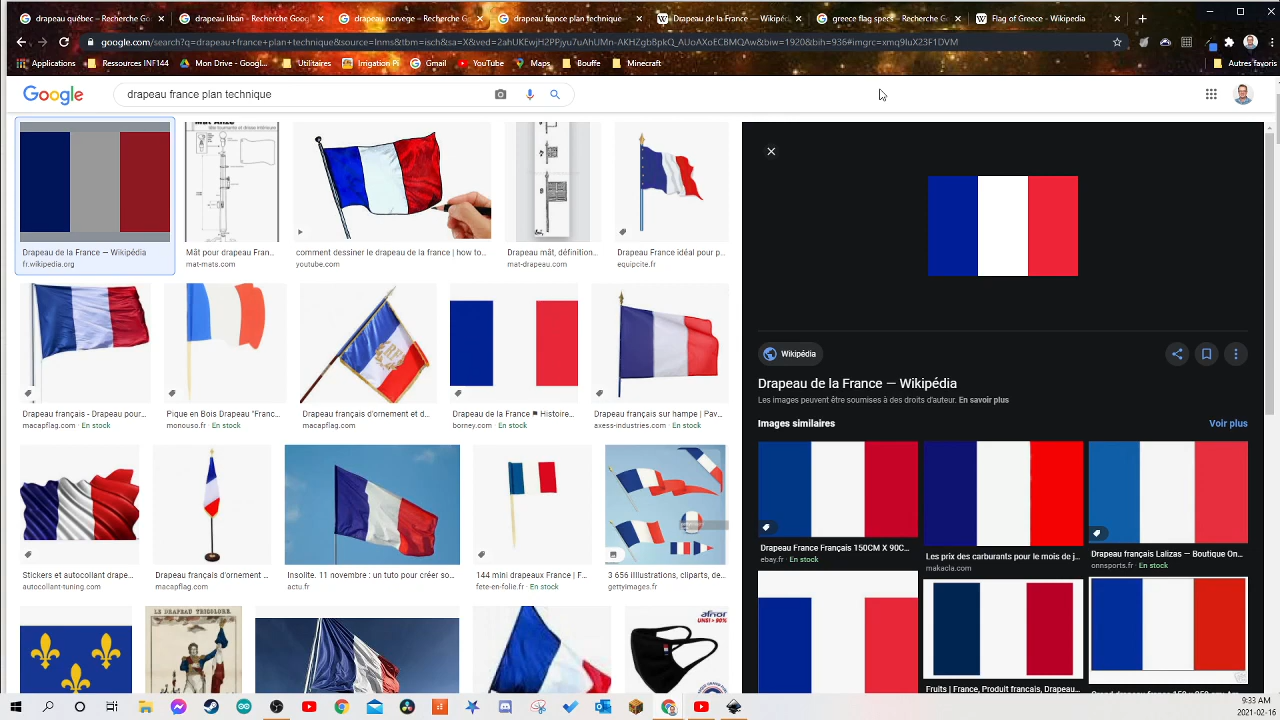 drapeau québec - Recherche Go
drapeau liban - Recherche Goog
drapeau norvege - Recherche G
drapeau france plan technique
Drapeau de la France — Wikipéd
greece flag specs - Recherche G
Flag of Greece - Wikipedia
google.com/search?q=drapeau+france+plan+technique&source=lnms&tbm=isch&sa=X&ved=2ahUKEwjH2PPjyu7uAhUMn-AKHZgbBpkQ_AUoAXoECBMQAw&biw=1920&bih=936#imgrc=xmq9IuX23F1DVM
Applications
Ressources INF144
Mon Drive - Googl...
Utilitaires
Irrigation Pi
Gmail
YouTube
Maps
Bouffe
Minecraft
Autres favoris
Google
drapeau france plan technique
Drapeau de la France — Wikipédia
fr.wikipedia.org
Mât pour drapeau Fran...
mat-mats.com
comment dessiner le drapeau de la france | how to...
youtube.com
Drapeau mât, définition...
mat-drapeau.com
Drapeau France idéal pour p...
equipcite.fr
Drapeau français - Drapeau pour...
macapflag.com · En stock
Pique en Bois Drapeau "Franc...
monouso.fr · En stock
Drapeau français d'ornement et d...
macapflag.com
Drapeau de la France ⚑ Histoire...
borney.com · En stock
Drapeau français sur hampe | Pav...
axess-industries.com · En stock
Stickers et autocollant drape...
autocollant-tuning.com
Drapeau français d'ornement ...
macapflag.com
Insolite. 11 novembre : un tuto pour créer so...
actu.fr
144 mini drapeaux France | F...
fete-en-folie.fr · En stock
3 656 Illustrations, cliparts, de...
gettyimages.fr
LE DRAPEAU TRICOLORE.
afnor
UNS1 > 90%
Wikipédia
Drapeau de la France — Wikipédia
Les images peuvent être soumises à des droits d'auteur. En savoir plus
Images similaires
Voir plus
Drapeau France Français 150CM X 90C...
ebay.fr · En stock
Les prix des carburants pour le mois de j...
makacla.com
Drapeau français Lalizas — Boutique On...
onnsports.fr · En stock
Fruits | France, Produit francais, Drapeau...
9:33 AM
2021-02-16